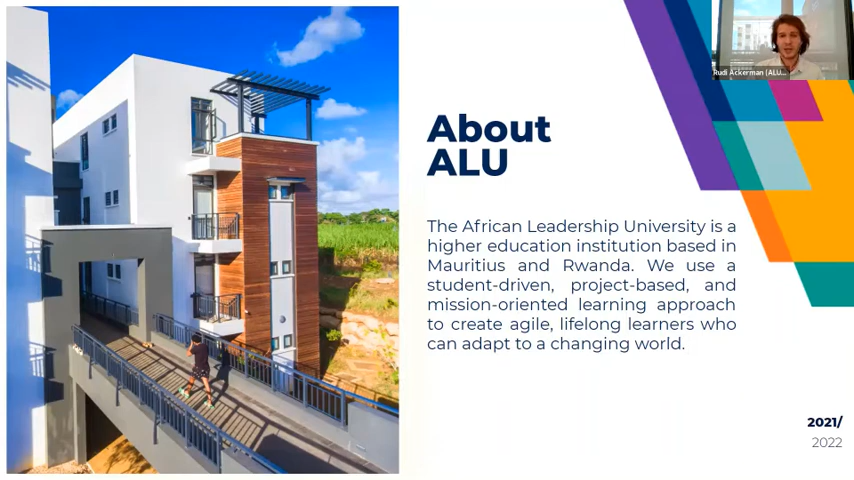 Rudi Ackerman (ALU...
About
ALU
The African Leadership University is a
higher education institution based in
Mauritius and Rwanda. We use a
student-driven, project-based, and
mission-oriented learning approach
to create agile, lifelong learners who
can adapt to a changing world.
2021/
2022